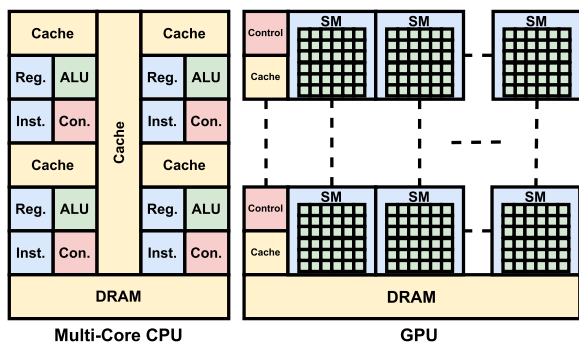 Cache
Cache
Reg. ALU
Reg. ALU
Inst. Con.
Inst. Con.
Cache
Cache
Cache
Reg. ALU
Reg. ALU
Inst. Con.
Inst. Con.
DRAM
Multi-Core CPU
Control
SM
SM
SM
Cache
Control
SM
SM
SM
Cache
DRAM
GPU